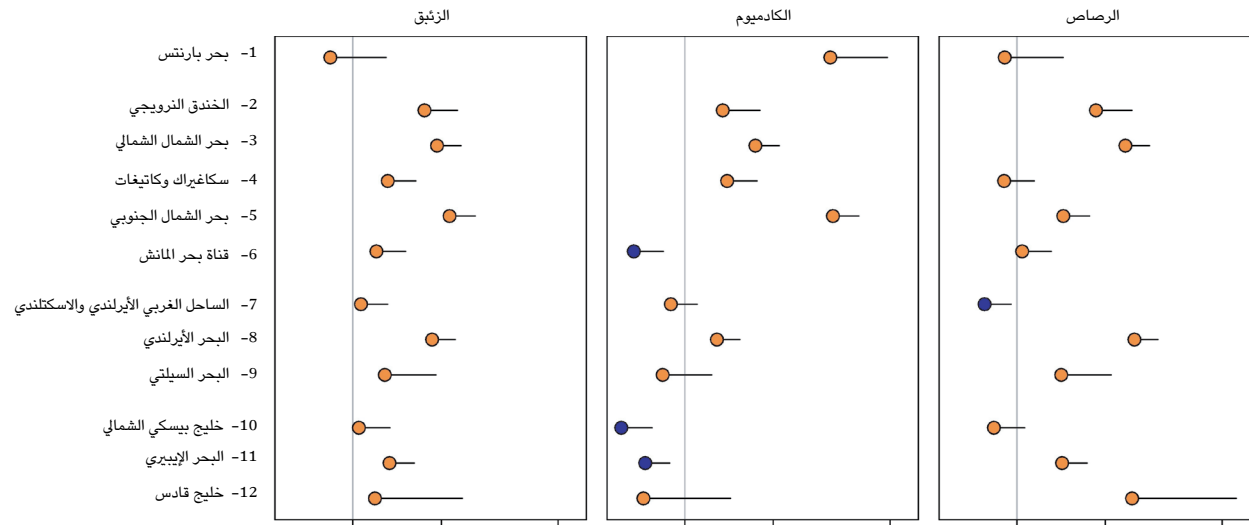 الزئبق
الكادميوم
الرصاص
1- بحر بارنتس
2- الخندق النرويجي
3- بحر الشمال الشمالي
4- سكاغيراك وكاتيغات
5- بحر الشمال الجنوبي
6- قناة بحر المانش
7- الساحل الغربي الأيرلندي والاسكتلندي
8- البحر الأيرلندي
9- البحر السيلتي
10- خليج بيسكي الشمالي
11- البحر الإيبيري
12- خليج قادس